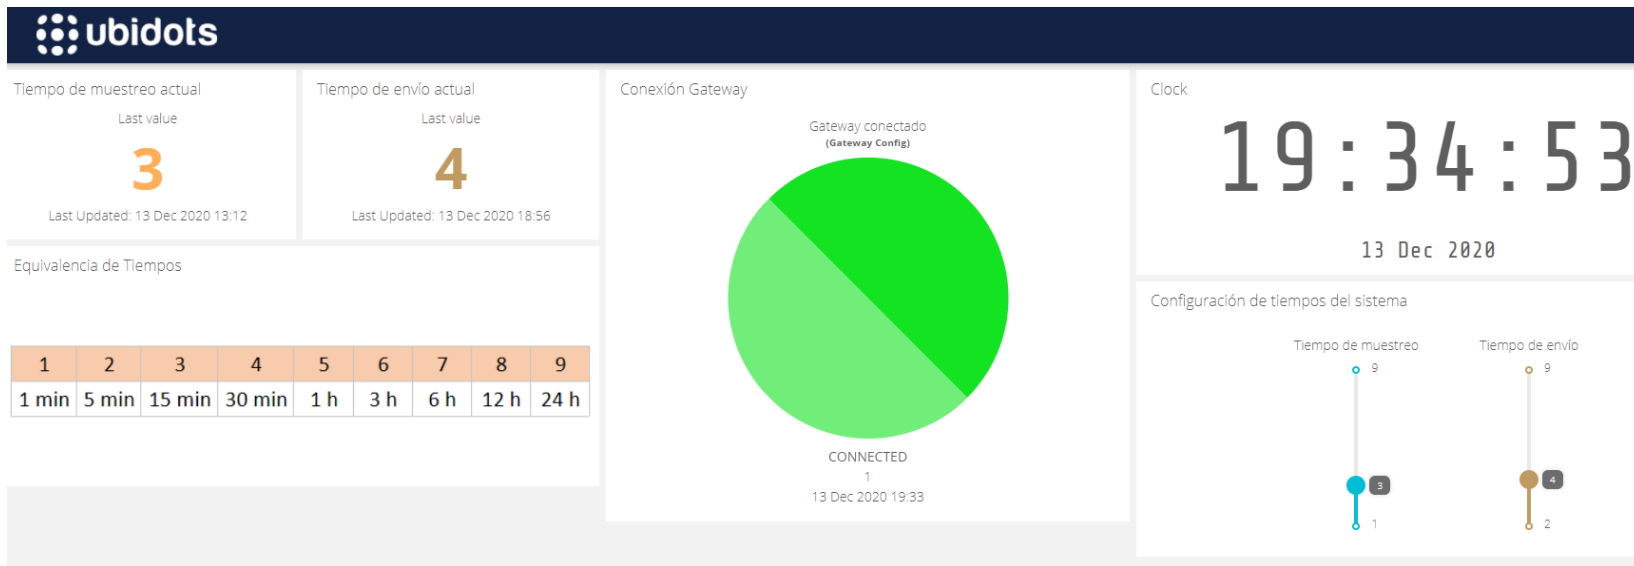 ubidots
Tiempo de muestreo actual
Last value
3
Last Updated: 13 Dec 2020 13:12
Tiempo de envío actual
Last value
4
Last Updated: 13 Dec 2020 18:56
Equivalencia de Tiempos
1 2 3 4 5 6 7 8 9
1 min 5 min 15 min 30 min 1 h 3 h 6 h 12 h 24 h
Conexión Gateway
Gateway conectado
(Gateway Config)
CONNECTED
1
13 Dec 2020 19:33
Clock
19:34:53
13 Dec 2020
Configuración de tiempos del sistema
Tiempo de muestreo
9
3
1
Tiempo de envío
9
4
2